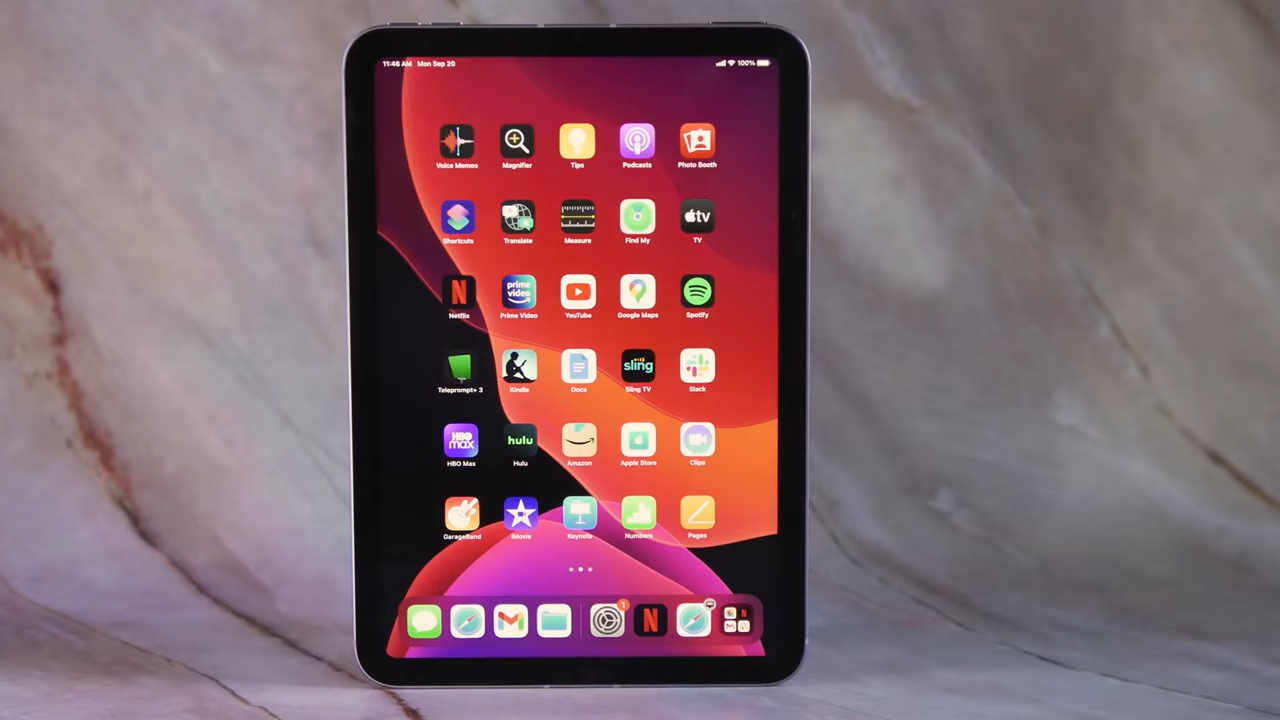 11:46 AM Mon Sep 20 100%
Voice Memos Magnifier Tips Podcasts Photo Booth
tv
Shortcuts Translate Measure Find My TV
N prime video
Netflix Prime Video YouTube Google Maps Spotify
sling
Teleprompt+ 3 Kindle Docs Sling TV Slack
HBO max hulu
HBO Max Hulu Amazon Apple Store Clips
GarageBand iMovie Keynote Numbers Pages
1
M N N